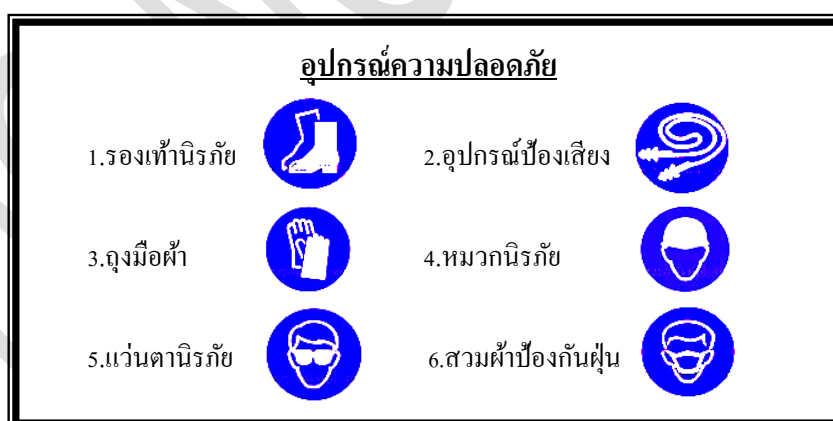 อุปกรณ์ความปลอดภัย
1.รองเท้านิรภัย 2.อุปกรณ์ป้องเสียง
3.ถุงมือผ้า 4.หมวกนิรภัย
5.แว่นตานิรภัย 6.สวมผ้าป้องกันฝุ่น